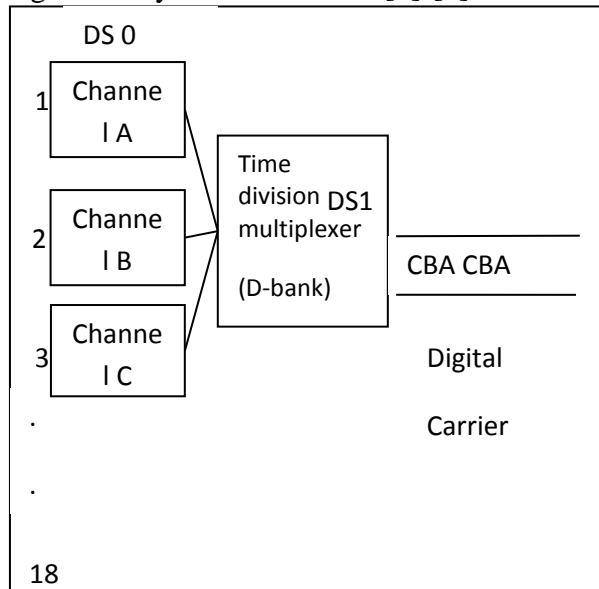 DS 0
1
Channe
l A
2
Channe
l B
3
Channe
l C
Time
division DS1
multiplexer
(D-bank)
CBA CBA
Digital
Carrier
.
.
18